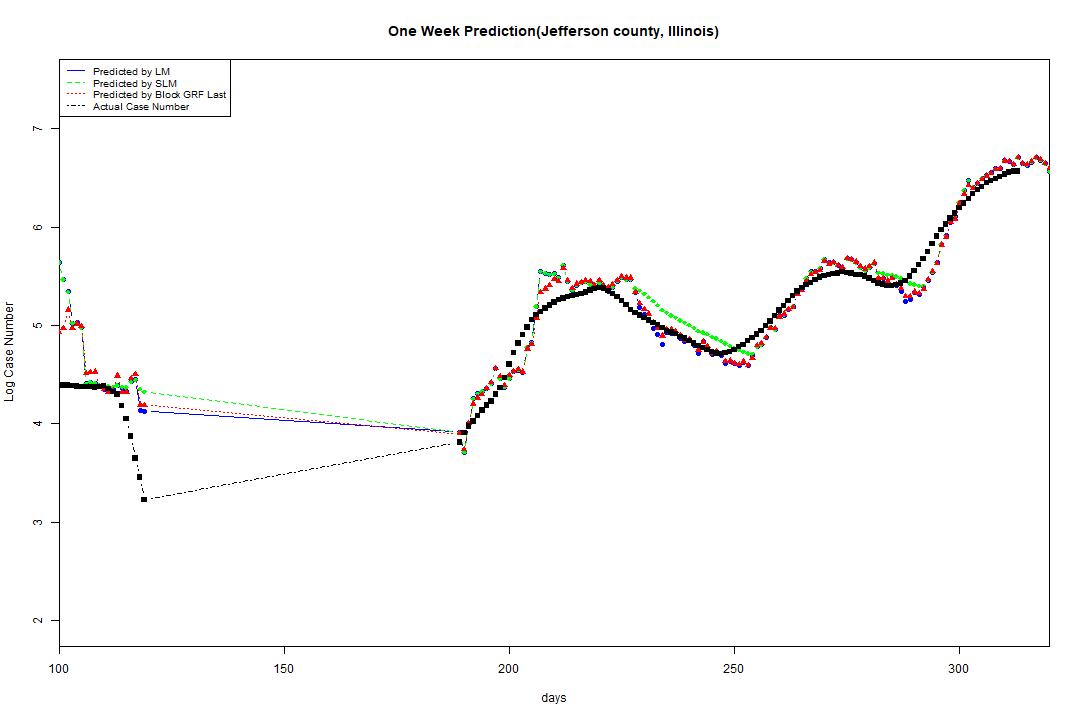 One Week Prediction(Jefferson county, Illinois)
Predicted by LM
Predicted by SLM
Predicted by Block GRF Last
Actual Case Number
Log Case Number
7
6
5
4
3
2
100 150 200 250 300
days